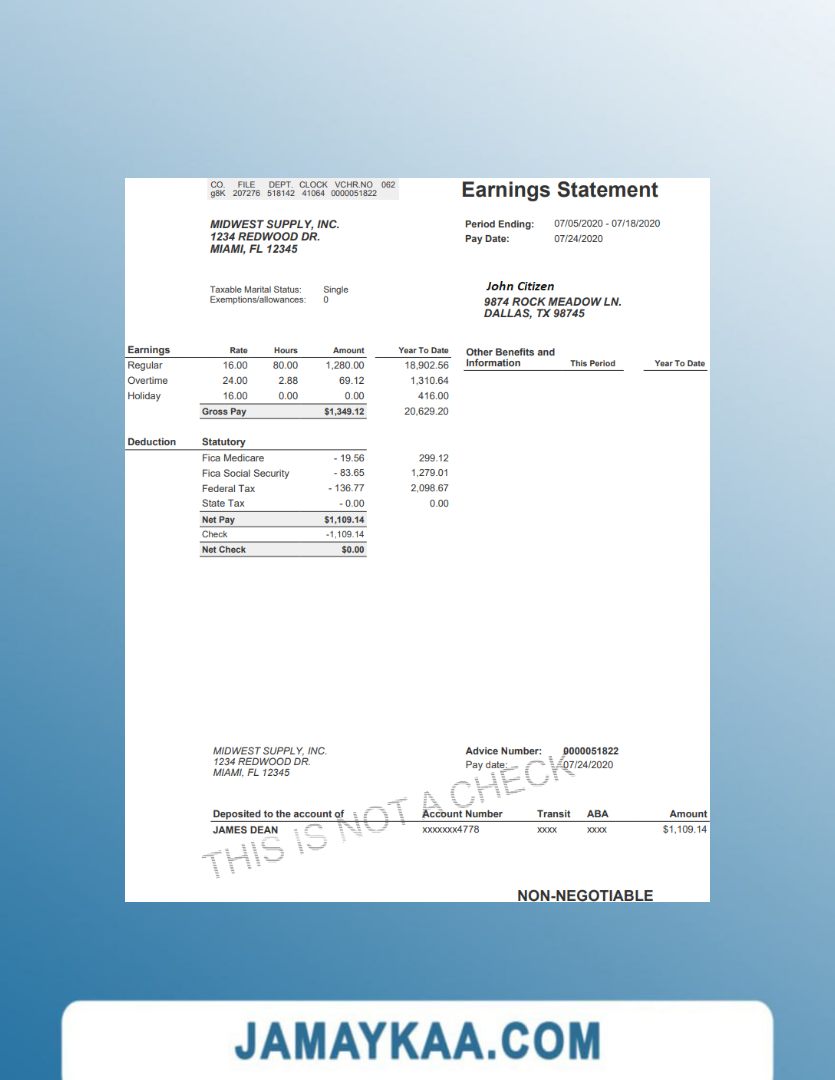 CO. FILE DEPT. CLOCK VCHR.NO 062
g8K 207276 518142 41064 0000051822
Earnings Statement
MIDWEST SUPPLY, INC.
1234 REDWOOD DR.
MIAMI, FL 12345
Period Ending: 07/05/2020 - 07/18/2020
Pay Date: 07/24/2020
Taxable Marital Status: Single
Exemptions/allowances: 0
John Citizen
9874 ROCK MEADOW LN.
DALLAS, TX 98745
Earnings Rate Hours Amount Year To Date
Regular 16.00 80.00 1,280.00 18,902.56
Overtime 24.00 2.88 69.12 1,310.64
Holiday 16.00 0.00 0.00 416.00
Gross Pay $1,349.12 20,629.20
Other Benefits and
Information This Period Year To Date
Deduction Statutory
Fica Medicare - 19.56 299.12
Fica Social Security - 83.65 1,279.01
Federal Tax - 136.77 2,098.67
State Tax - 0.00 0.00
Net Pay $1,109.14
Check -1,109.14
Net Check $0.00
MIDWEST SUPPLY, INC.
1234 REDWOOD DR.
MIAMI, FL 12345
Advice Number: 0000051822
Pay date: 07/24/2020
THIS IS NOT A CHECK
Deposited to the account of Account Number Transit ABA Amount
JAMES DEAN xxxxxxx4778 xxxx xxxx $1,109.14
NON-NEGOTIABLE
JAMAYKAA.COM